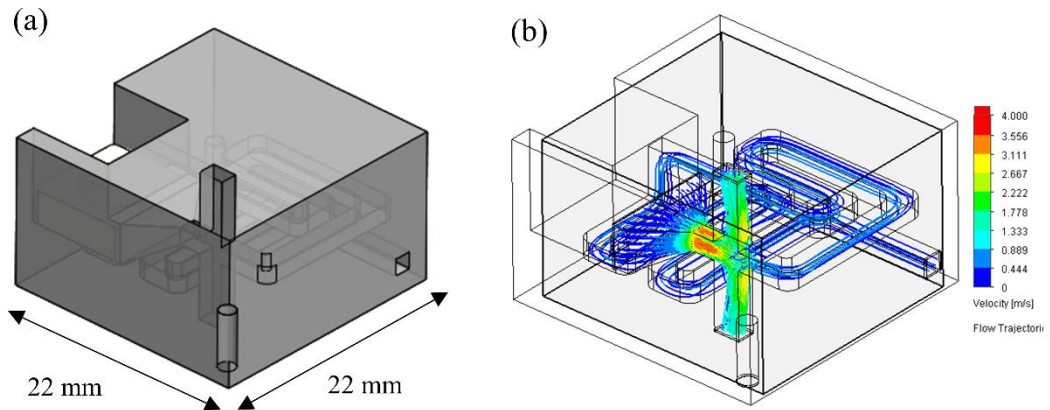 (a)
(b)
22 mm
22 mm
4.000
3.556
3.111
2.667
2.222
1.778
1.333
0.889
0.444
0
Velocity [m/s]
Flow Trajectori